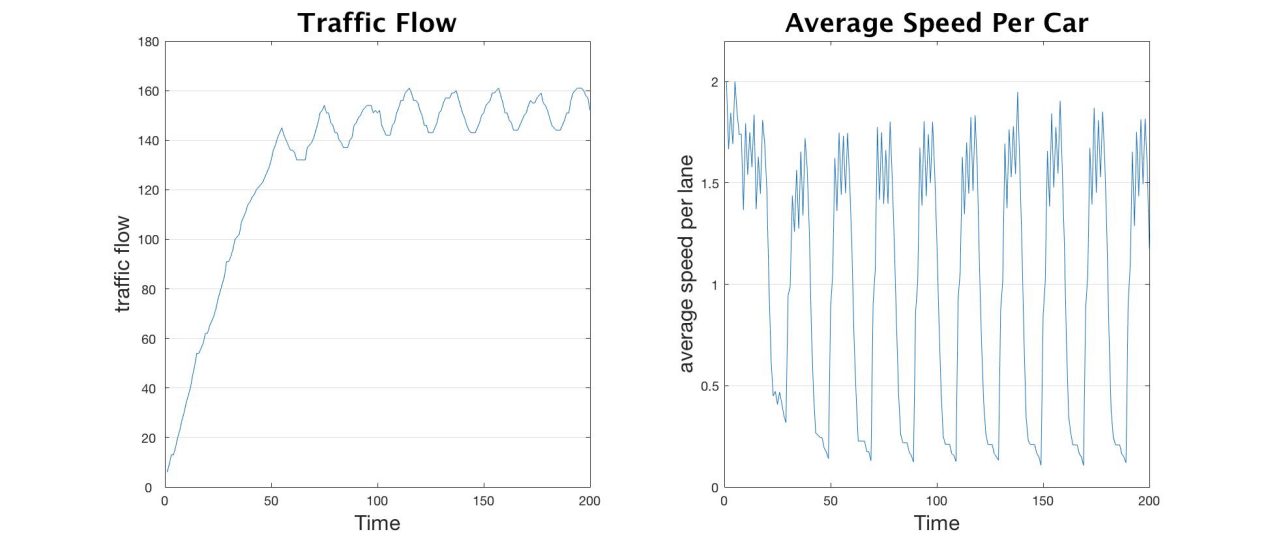 Traffic Flow
180
160
140
120
100
80
60
40
20
0
traffic flow
0 50 100 150 200
Time
Average Speed Per Car
2
1.5
1
0.5
0
average speed per lane
0 50 100 150 200
Time